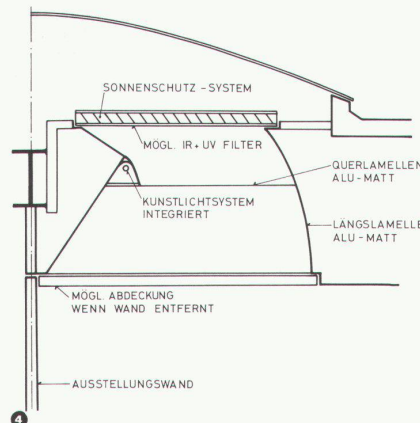 SONNENSCHUTZ-SYSTEM
MÖGL. IR+UV FILTER
QUERLAMELLEN
ALU-MATT
KUNSTLICHTSYSTEM
INTEGRIERT
LÄNGSLAMELLE
ALU-MATT
MÖGL. ABDECKUNG
WENN WAND ENTFERNT
AUSSTELLUNGSWAND
4